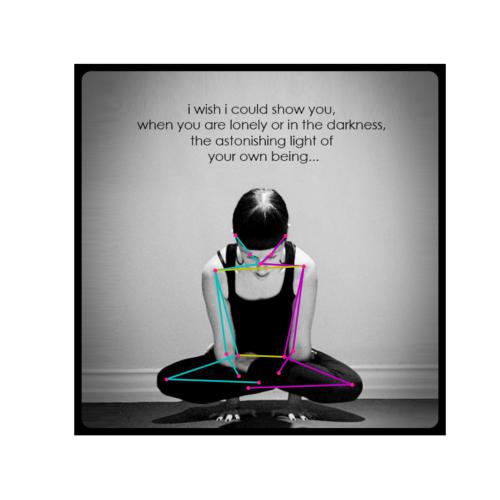 i wish i could show you,
when you are lonely or in the darkness,
the astonishing light of
your own being...